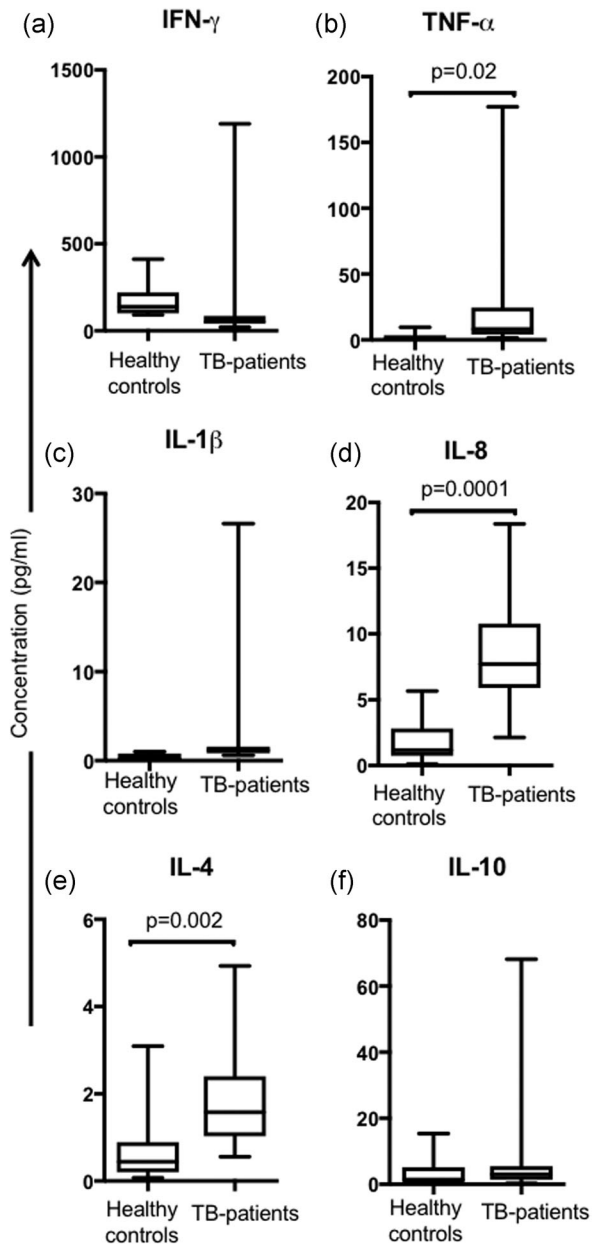 (a)
IFN-γ
(b)
TNF-α
1500
1000
500
0
Healthy
controls
TB-patients
p=0.02
200
150
100
50
0
Healthy
controls
TB-patients
Concentration (pg/ml)
(c)
IL-1β
30
20
10
0
Healthy
controls
TB-patients
(d)
IL-8
p=0.0001
20
15
10
5
0
Healthy
controls
TB-patients
(e)
IL-4
p=0.002
6
4
2
0
Healthy
controls
TB-patients
(f)
IL-10
80
60
40
20
0
Healthy
controls
TB-patients